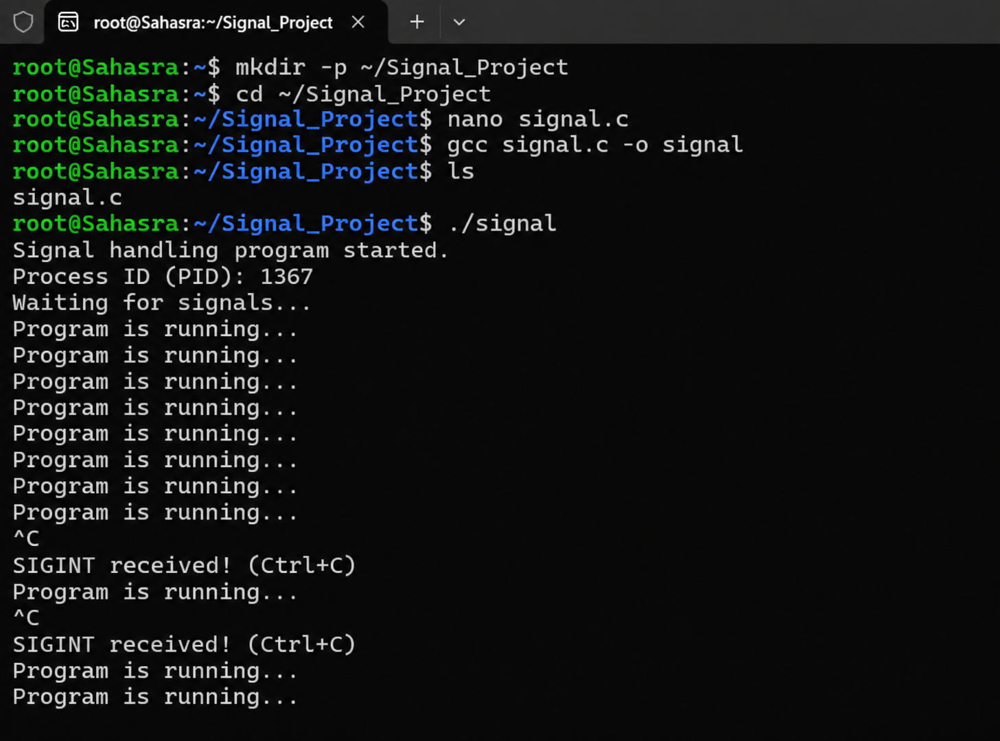 root@Sahasra:~/Signal_Project
root@Sahasra:~$ mkdir -p ~/Signal_Project
root@Sahasra:~$ cd ~/Signal_Project
root@Sahasra:~/Signal_Project$ nano signal.c
root@Sahasra:~/Signal_Project$ gcc signal.c -o signal
root@Sahasra:~/Signal_Project$ ls
signal.c
root@Sahasra:~/Signal_Project$ ./signal
Signal handling program started.
Process ID (PID): 1367
Waiting for signals...
Program is running...
Program is running...
Program is running...
Program is running...
Program is running...
Program is running...
Program is running...
Program is running...
^C
SIGINT received! (Ctrl+C)
Program is running...
^C
SIGINT received! (Ctrl+C)
Program is running...
Program is running...